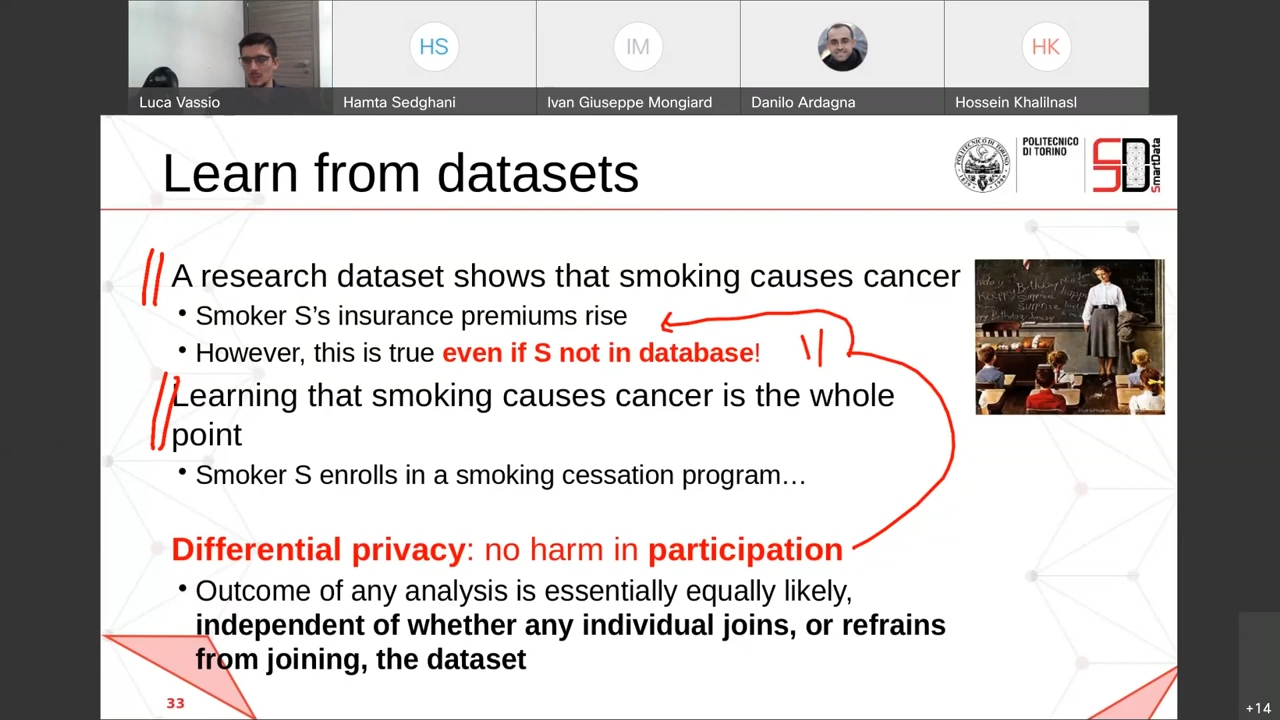 HS
IM
HK
Luca Vassio
Hamta Sedghani
Ivan Giuseppe Mongiard
Danilo Ardagna
Hossein Khalilnasl
Learn from datasets
POLITECNICO
DI TORINO
SmartData
A research dataset shows that smoking causes cancer
• Smoker S’s insurance premiums rise
• However, this is true even if S not in database!
Learning that smoking causes cancer is the whole
point
• Smoker S enrolls in a smoking cessation program…
Differential privacy: no harm in participation
• Outcome of any analysis is essentially equally likely,
independent of whether any individual joins, or refrains
from joining, the dataset
33
+14